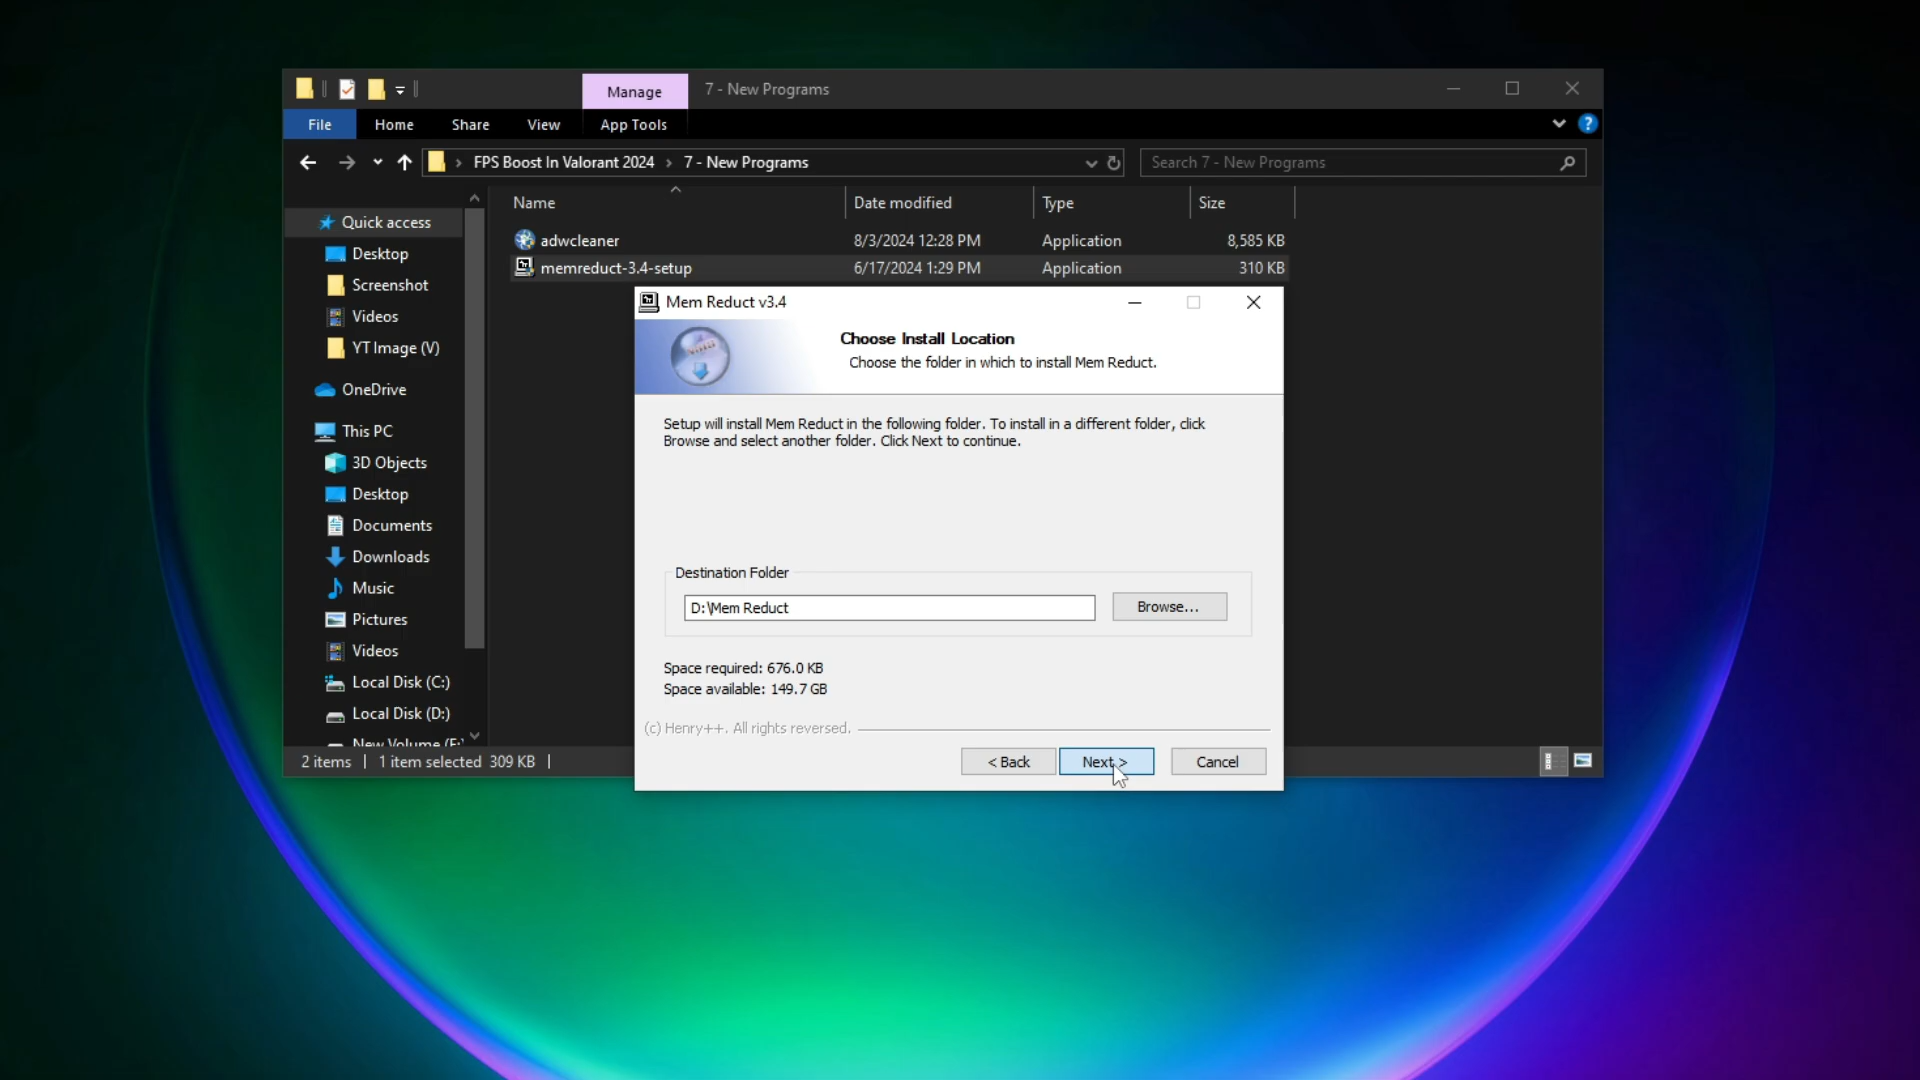 Manage
7 - New Programs
File
Home
Share
View
App Tools
FPS Boost In Valorant 2024 › 7 - New Programs
Search 7 - New Programs
Name
Date modified
Type
Size
adwcleaner
8/3/2024 12:28 PM
Application
8,585 KB
memreduct-3.4-setup
6/17/2024 1:29 PM
Application
310 KB
Quick access
Desktop
Screenshot
Videos
YT Image (V)
OneDrive
This PC
3D Objects
Desktop
Documents
Downloads
Music
Pictures
Videos
Local Disk (C:)
Local Disk (D:)
New Volume (E:)
2 items
1 item selected 309 KB
Mem Reduct v3.4
Choose Install Location
Choose the folder in which to install Mem Reduct.
Setup will install Mem Reduct in the following folder. To install in a different folder, click
Browse and select another folder. Click Next to continue.
Destination Folder
D:\Mem Reduct
Browse...
Space required: 676.0 KB
Space available: 149.7 GB
(c) Henry++. All rights reversed.
< Back
Next >
Cancel